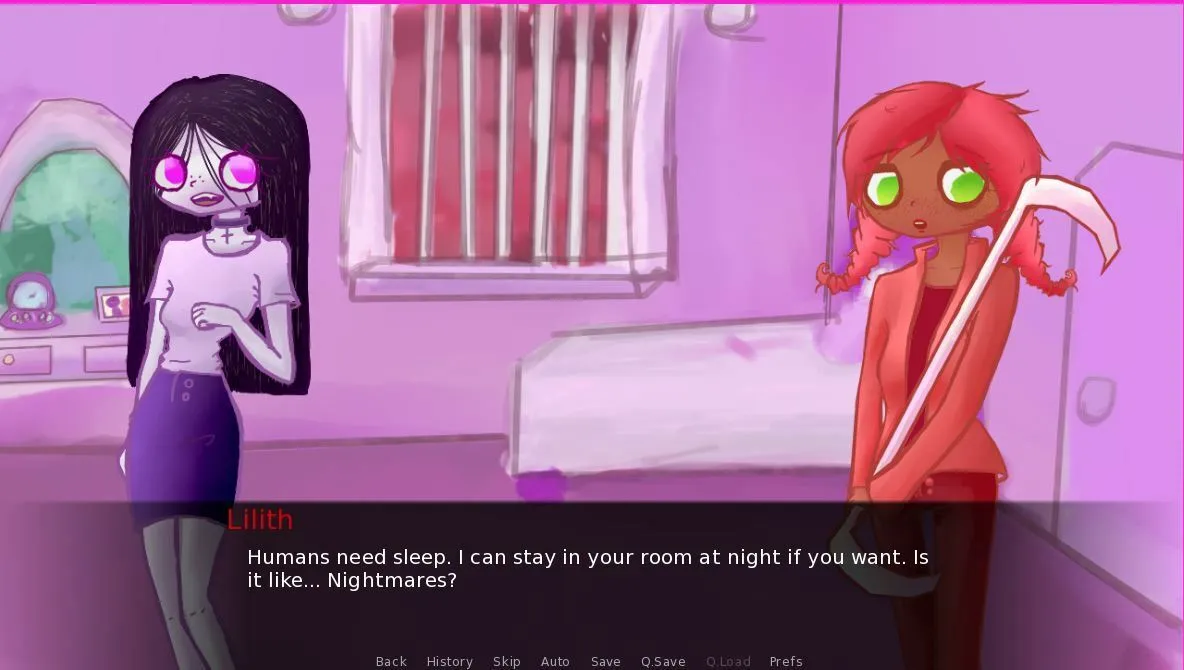 Lilith
Humans need sleep. I can stay in your room at night if you want. Is
it like... Nightmares?
Back History Skip Auto Save Q.Save Q.Load Prefs